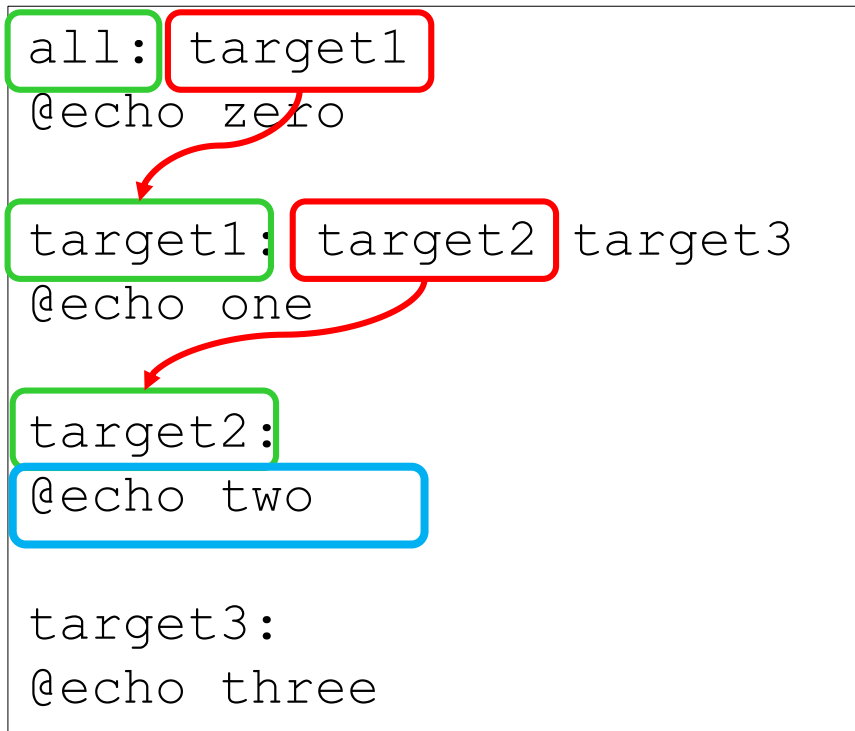 all: target1
@echo zero
target1: target2 target3
@echo one
target2:
@echo two
target3:
@echo three